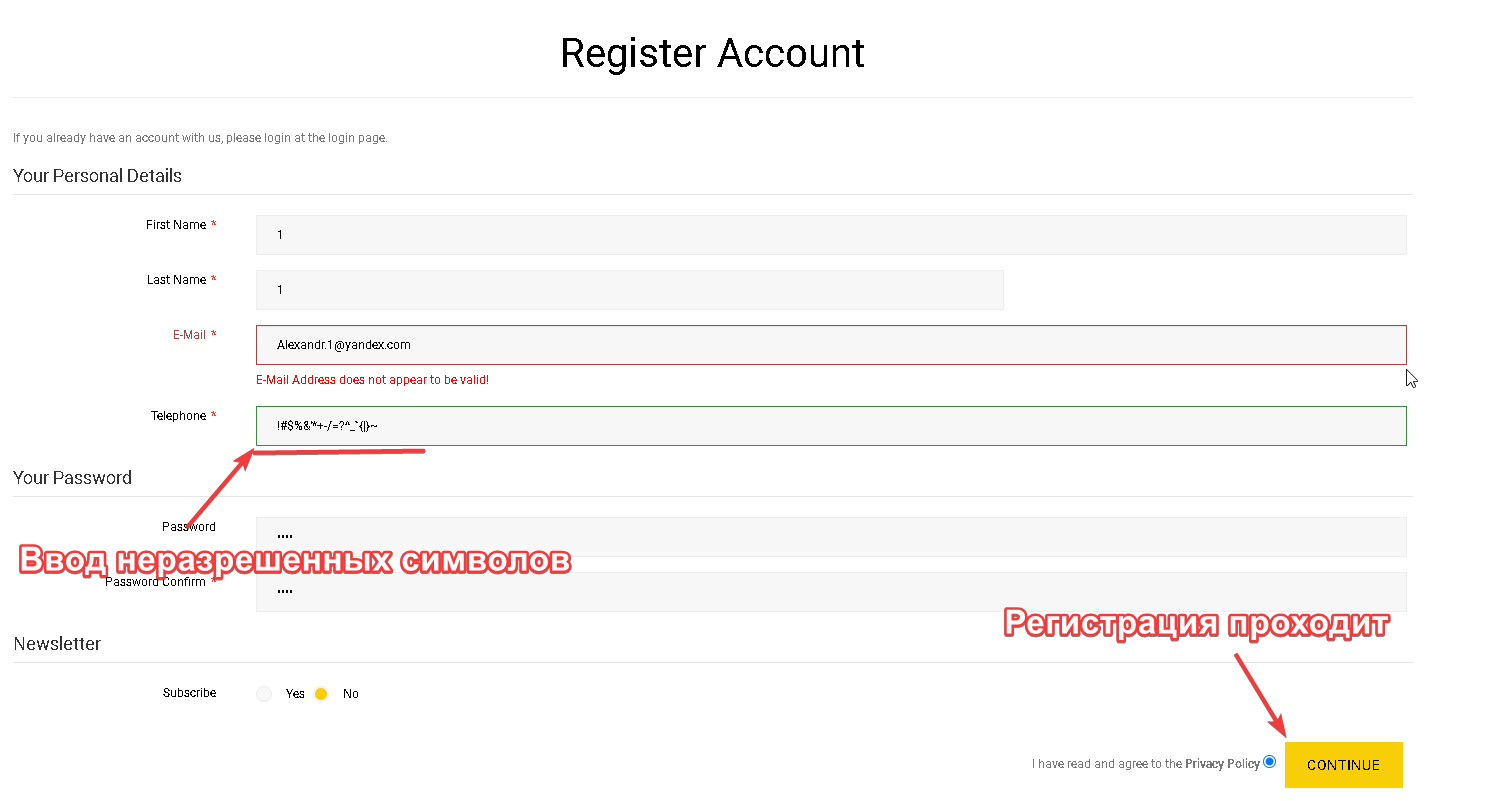 Register Account
If you already have an account with us, please login at the login page.
Your Personal Details
First Name *
1
Last Name *
1
E-Mail *
Alexandr.1@yandex.com
E-Mail Address does not appear to be valid!
Telephone *
!#$%&'*+-/=?^_`{|}~
Your Password
Password
••••
Ввод неразрешенных символов
Password Confirm *
••••
Регистрация проходит
Newsletter
Subscribe
Yes
No
I have read and agree to the Privacy Policy
CONTINUE